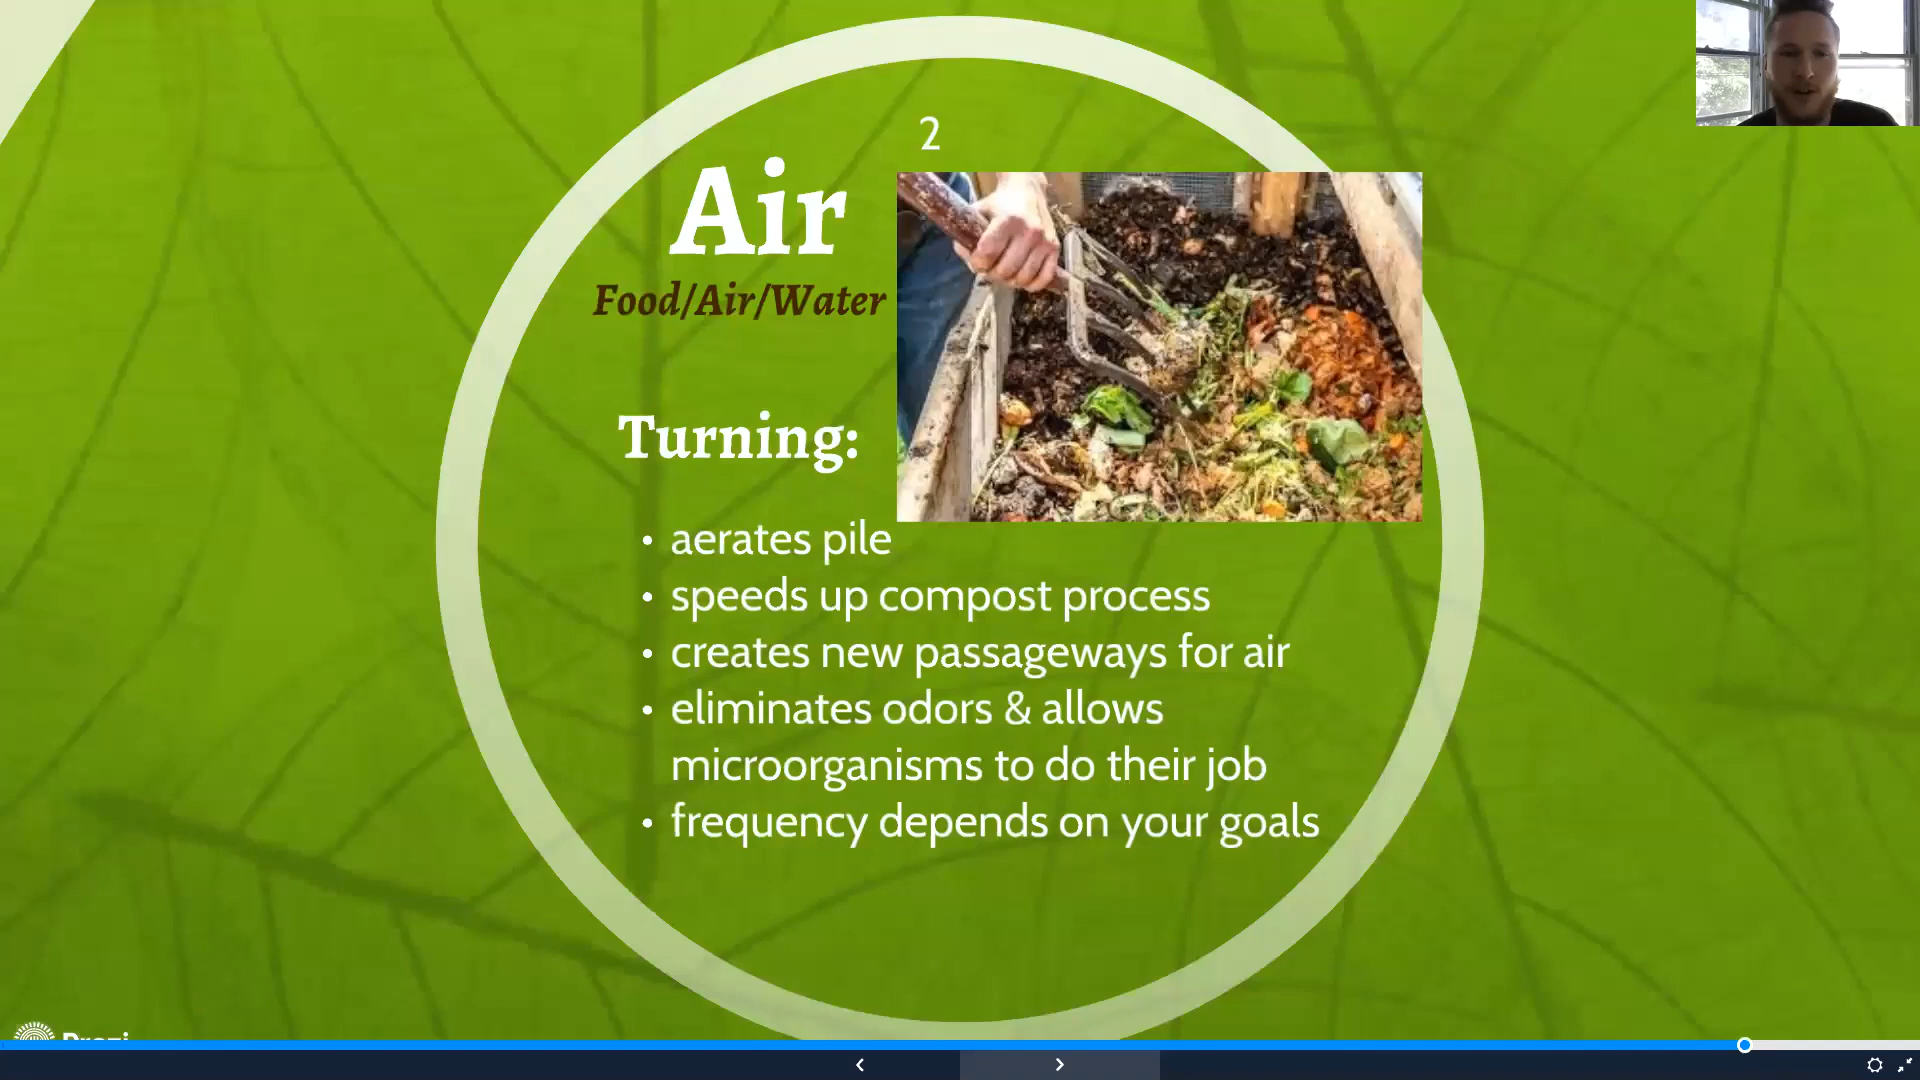 2
Air
Food/Air/Water
Turning:
• aerates pile
• speeds up compost process
• creates new passageways for air
• eliminates odors & allows
microorganisms to do their job
• frequency depends on your goals
Prezi